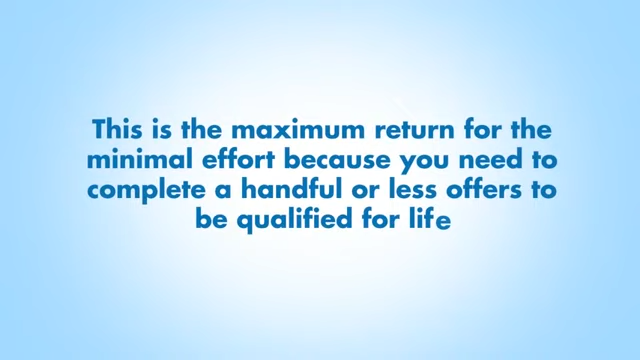 This is the maximum return for the
minimal effort because you need to
complete a handful or less offers to
be qualified for life